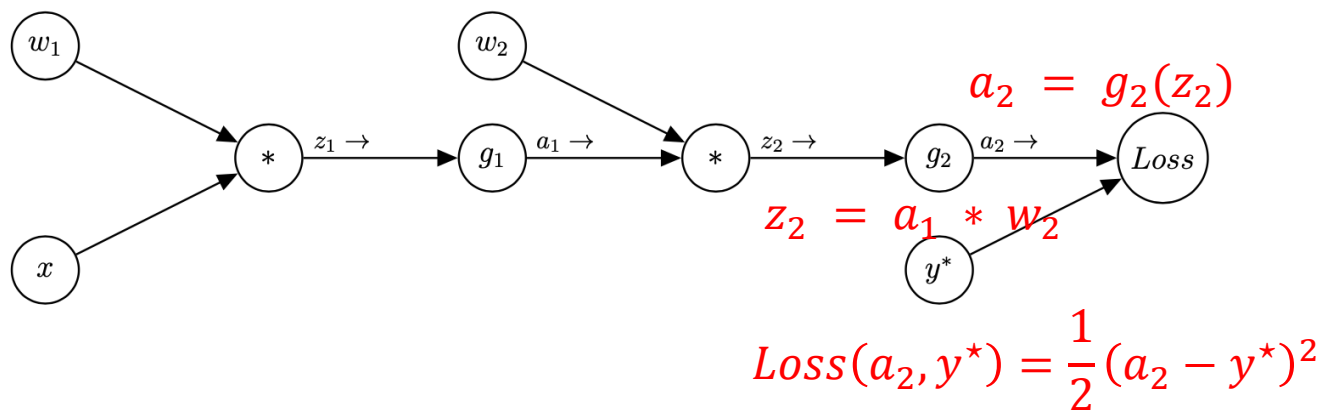 w₁ w₂
a₂ = g₂(z₂)
* z₁ → g₁ a₁ → * z₂ → g₂ a₂ → Loss
z₂ = a₁ * w₂
x y*
Loss(a₂, y⋆) = 1/2 (a₂ − y⋆)²